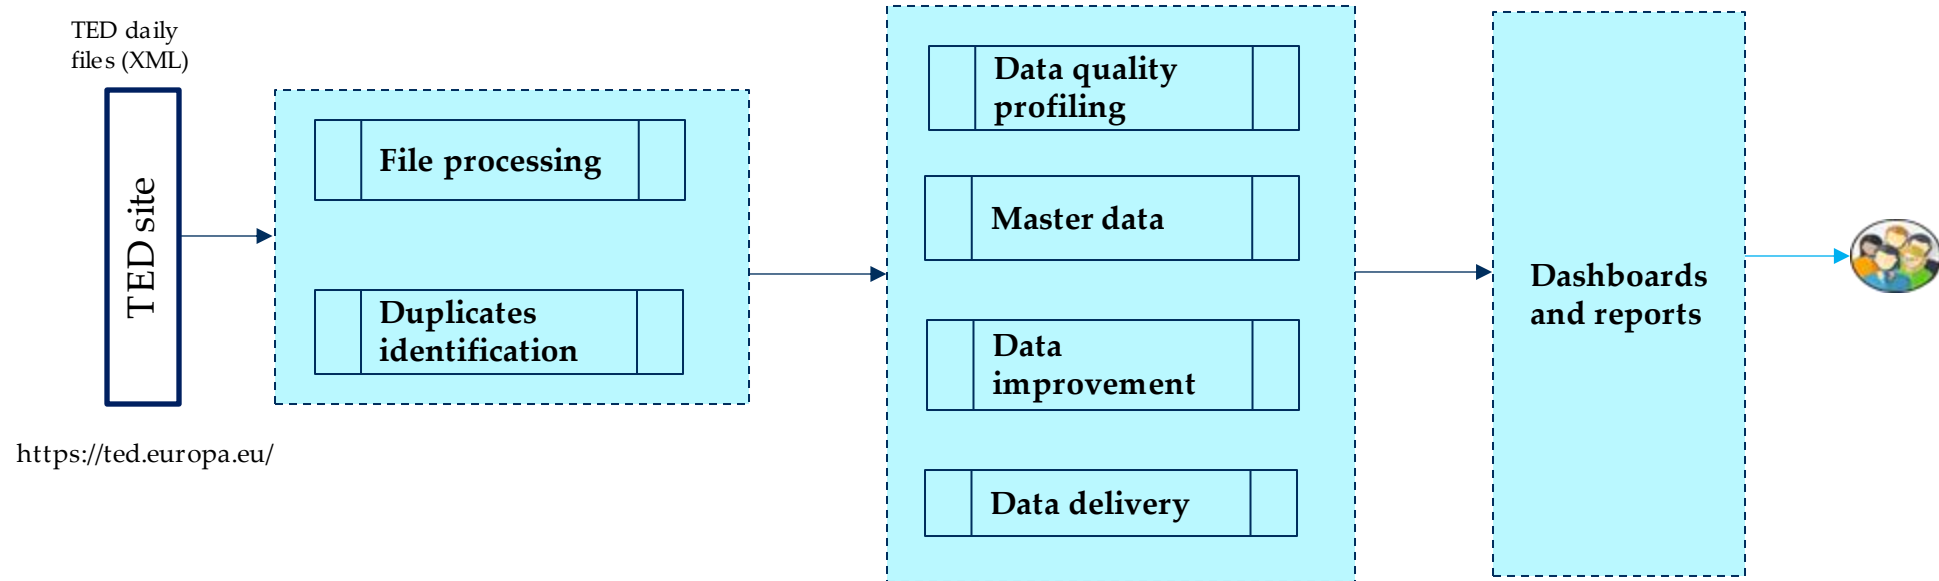 TED daily
files (XML)
TED site
https://ted.europa.eu/
File processing
Duplicates
identification
Data quality
profiling
Master data
Data
improvement
Data delivery
Dashboards
and reports